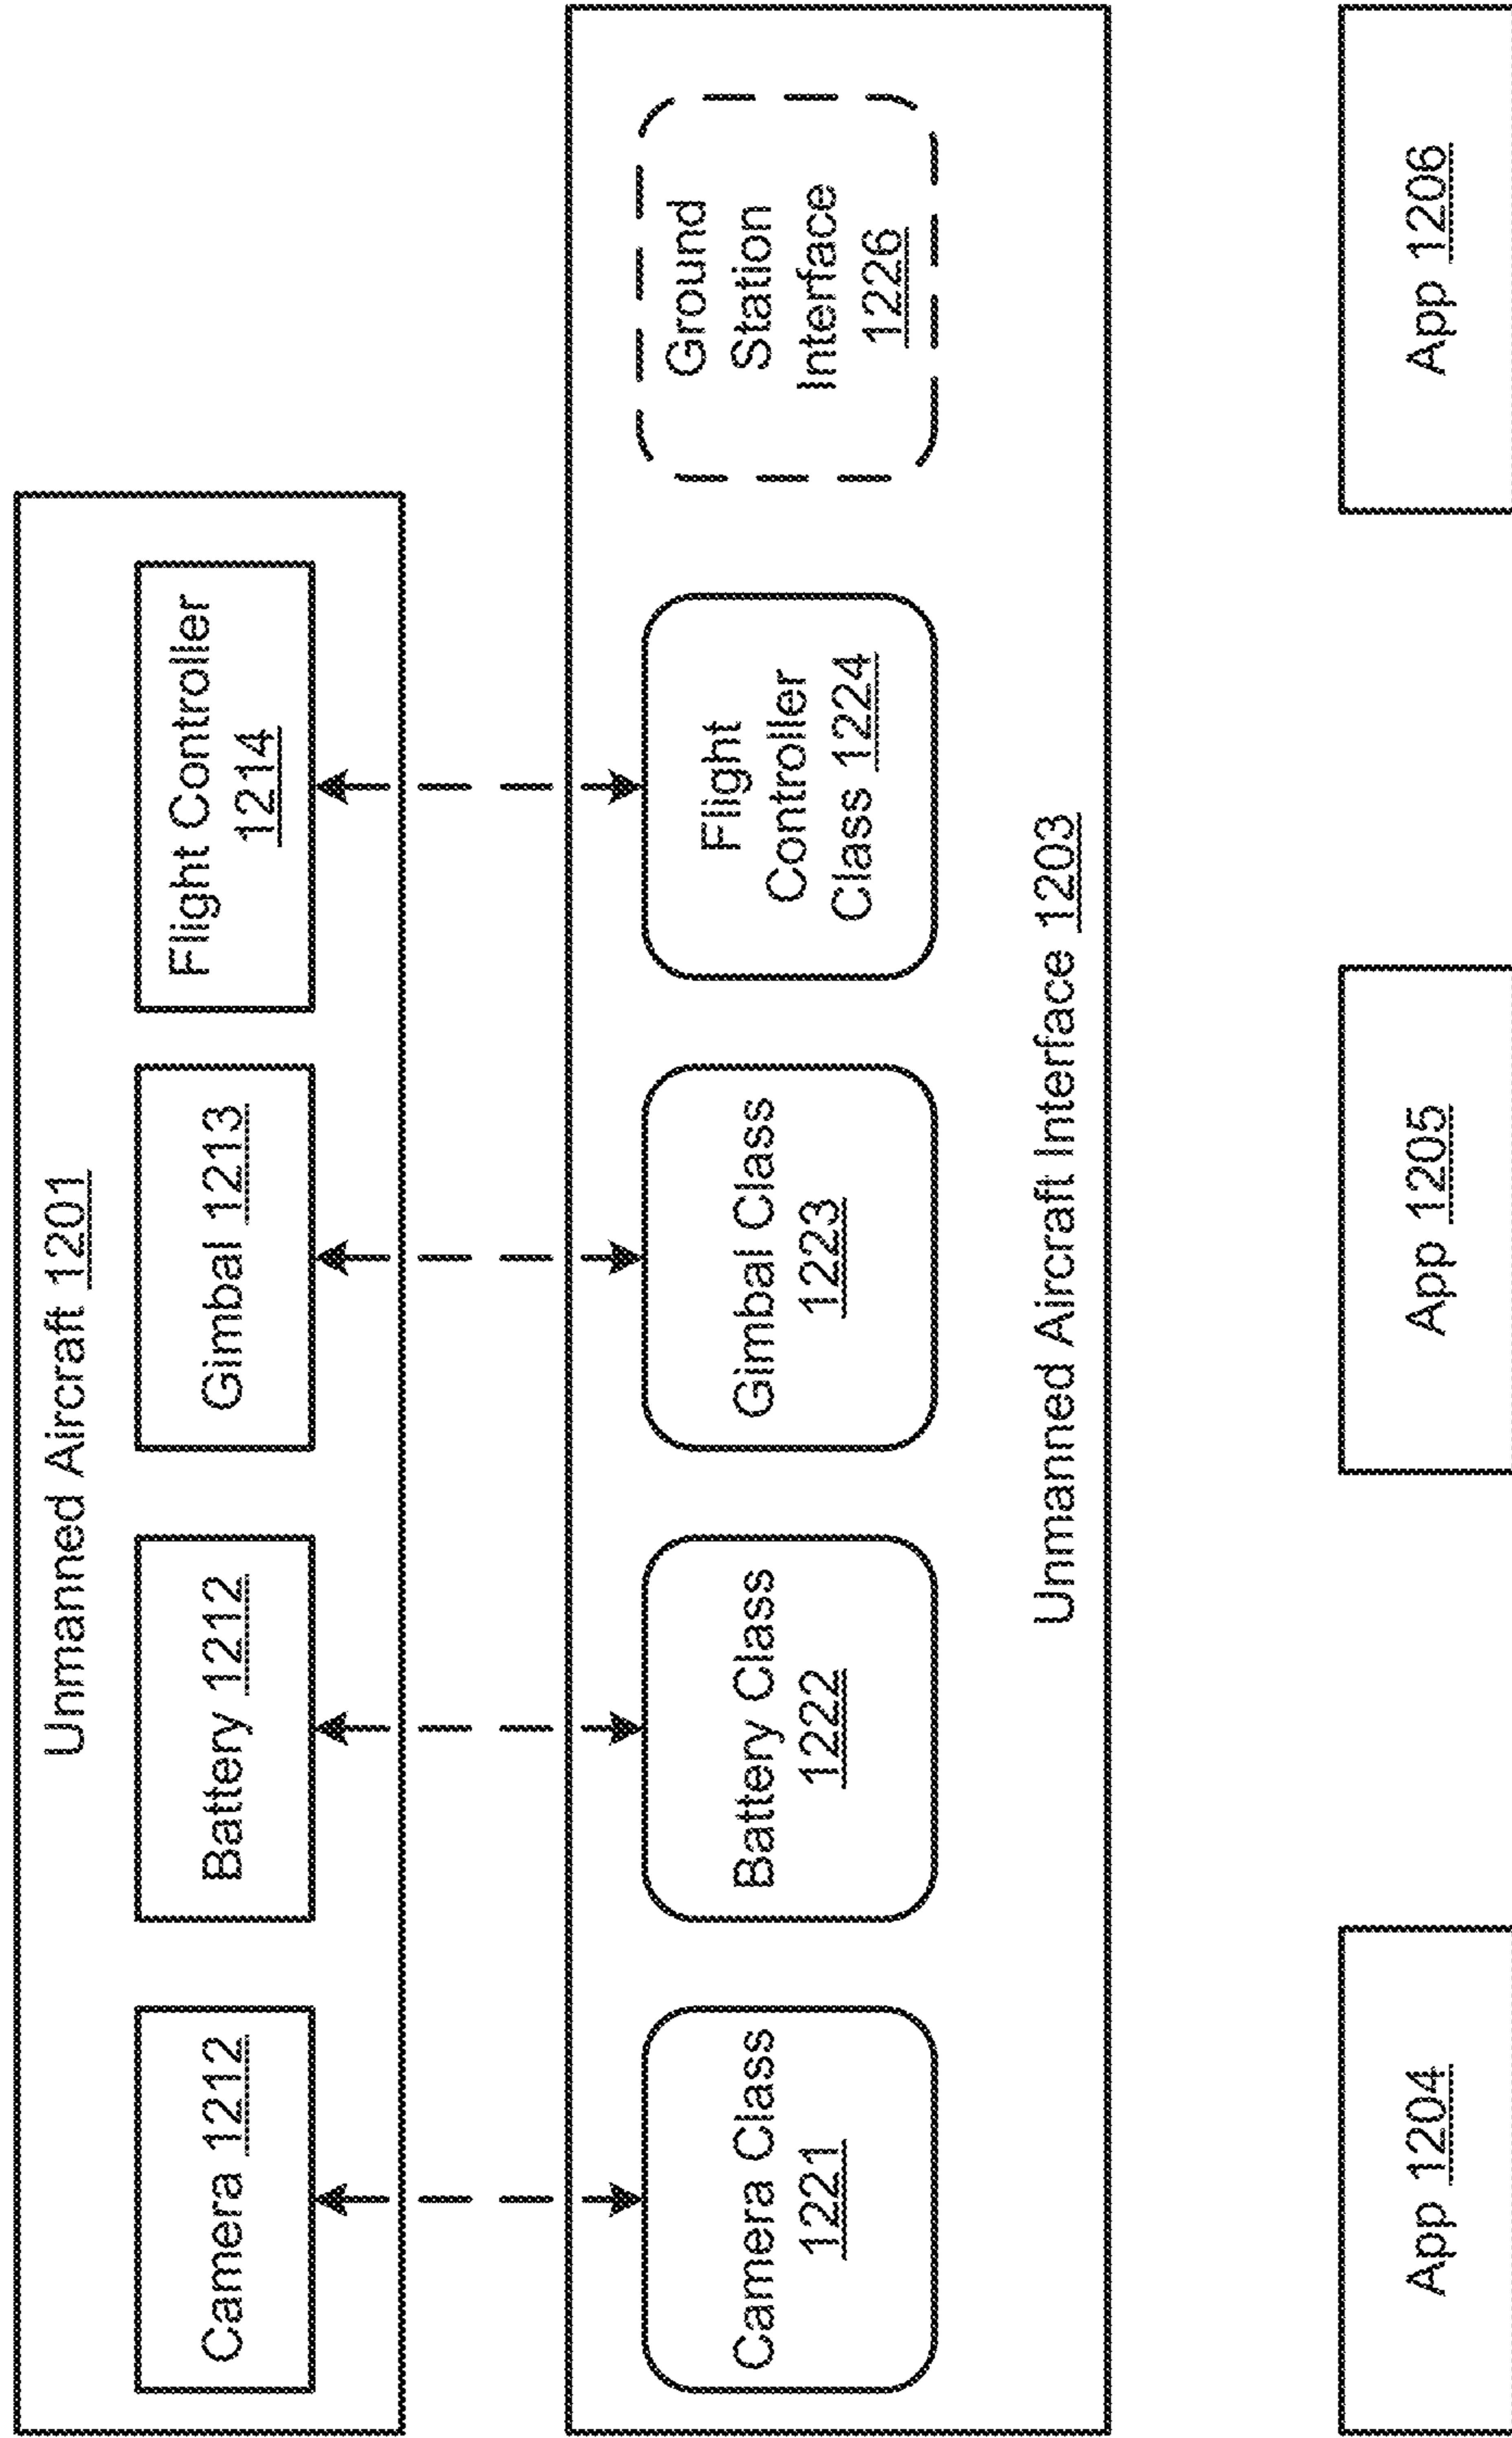 Unmanned Aircraft 1201
Camera 1212
Battery 1212
Gimbal 1213
Flight Controller
1214
Camera Class
1221
Battery Class
1222
Gimbal Class
1223
Flight
Controller
Class 1224
Ground
Station
Interface
1226
Unmanned Aircraft Interface 1203
App 1204
App 1205
App 1206